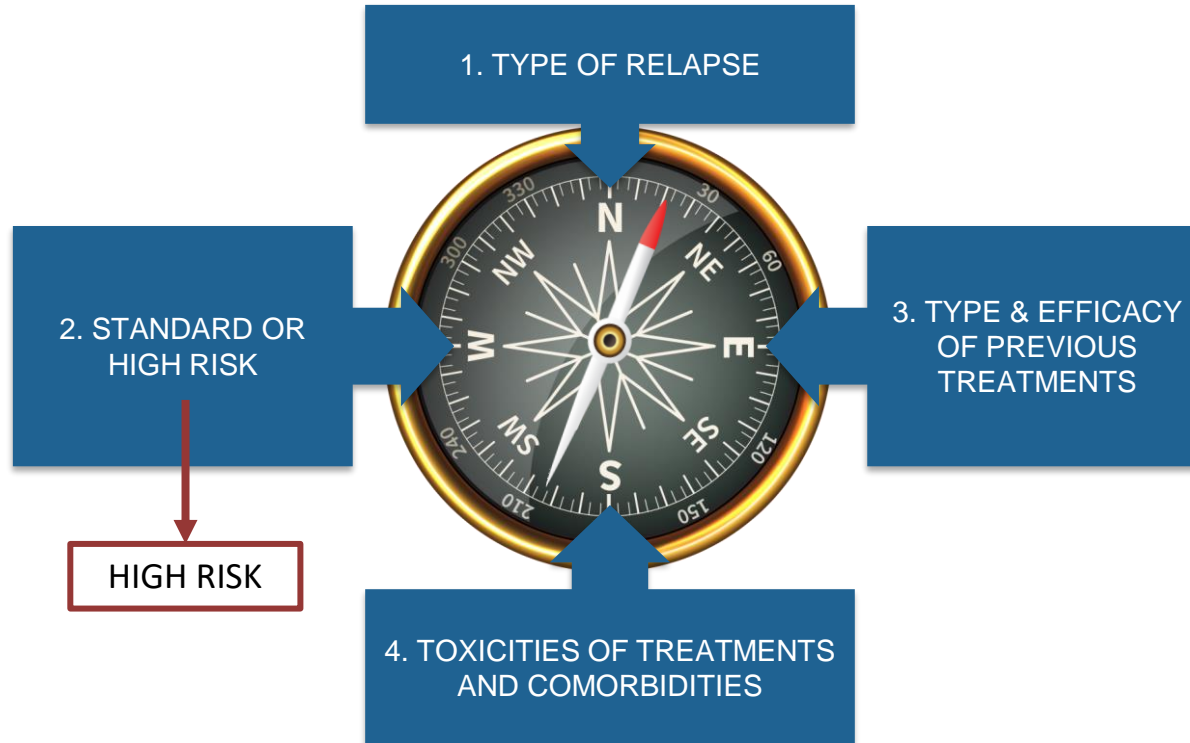 1. TYPE OF RELAPSE
2. STANDARD OR
HIGH RISK
HIGH RISK
3. TYPE & EFFICACY
OF PREVIOUS
TREATMENTS
4. TOXICITIES OF TREATMENTS
AND COMORBIDITIES
N
NE
E
SE
S
SW
W
NW
30
60
120
150
210
240
300
330